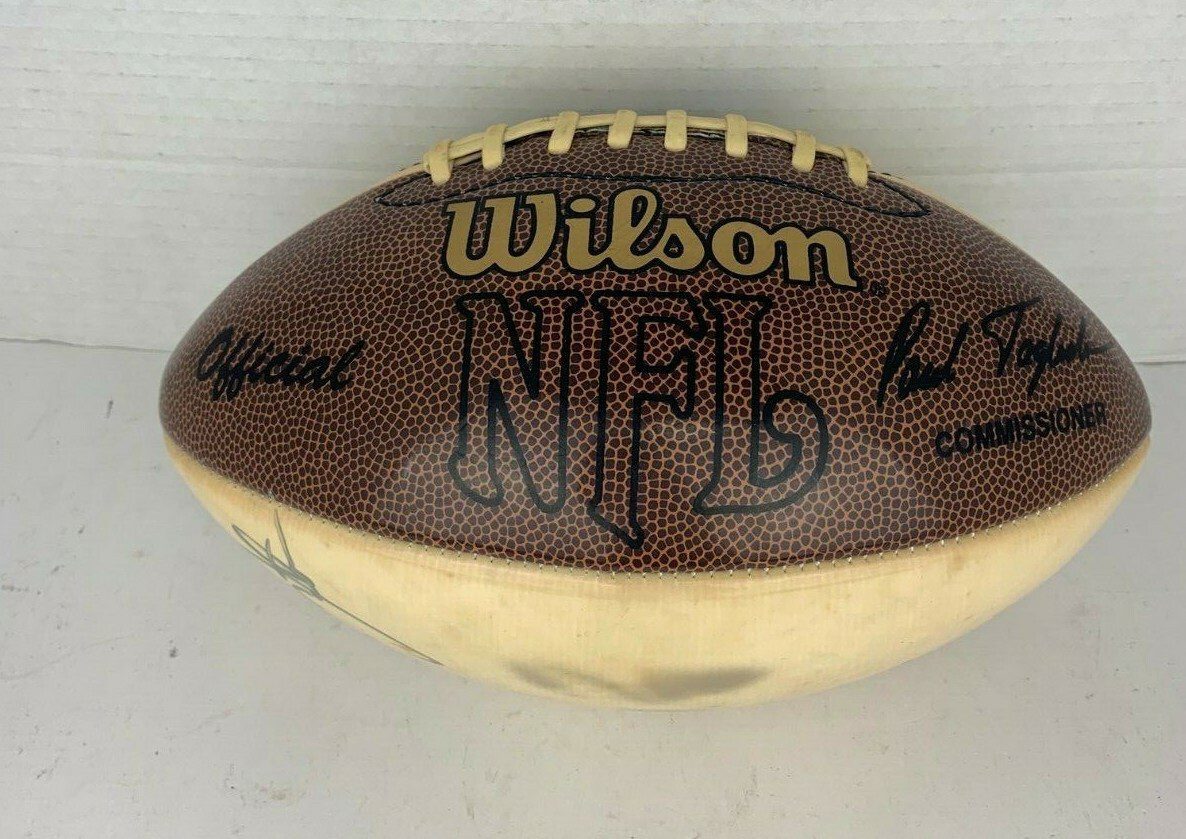 Wilson
NFL
Official
Paul Tagliabue
COMMISSIONER